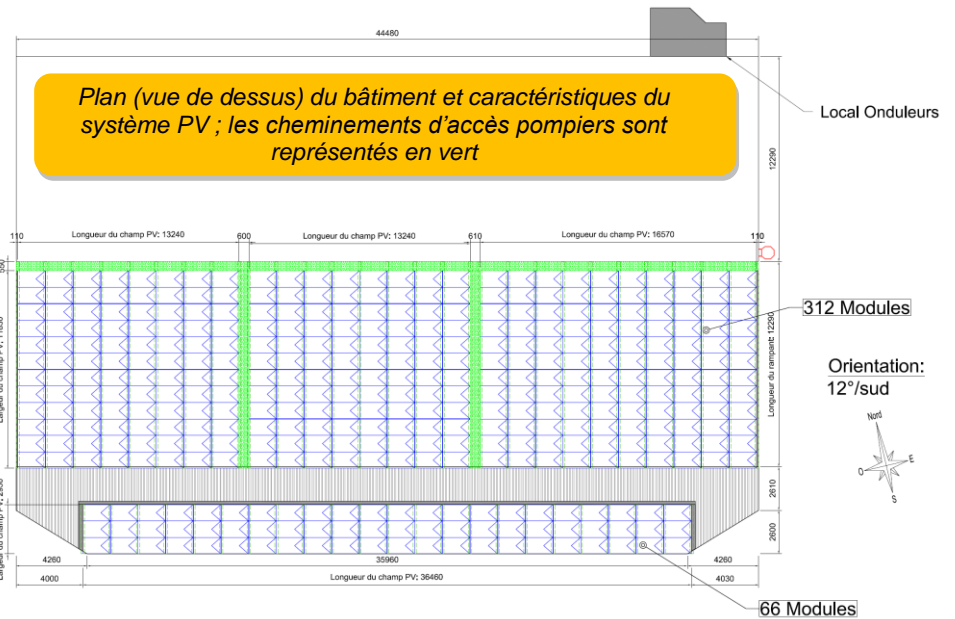 44480
Plan (vue de dessus) du bâtiment et caractéristiques du
système PV ; les cheminements d'accès pompiers sont
représentés en vert
Local Onduleurs
12290
110
Longueur du champ PV: 13240
600
Longueur du champ PV: 13240
610
Longueur du champ PV: 16570
110
312 Modules
Longueur du rampant: 12290
Orientation:
12°/sud
Nord
O
E
S
2610
2600
4260
35960
4260
4000
Longueur du champ PV: 36460
4030
66 Modules